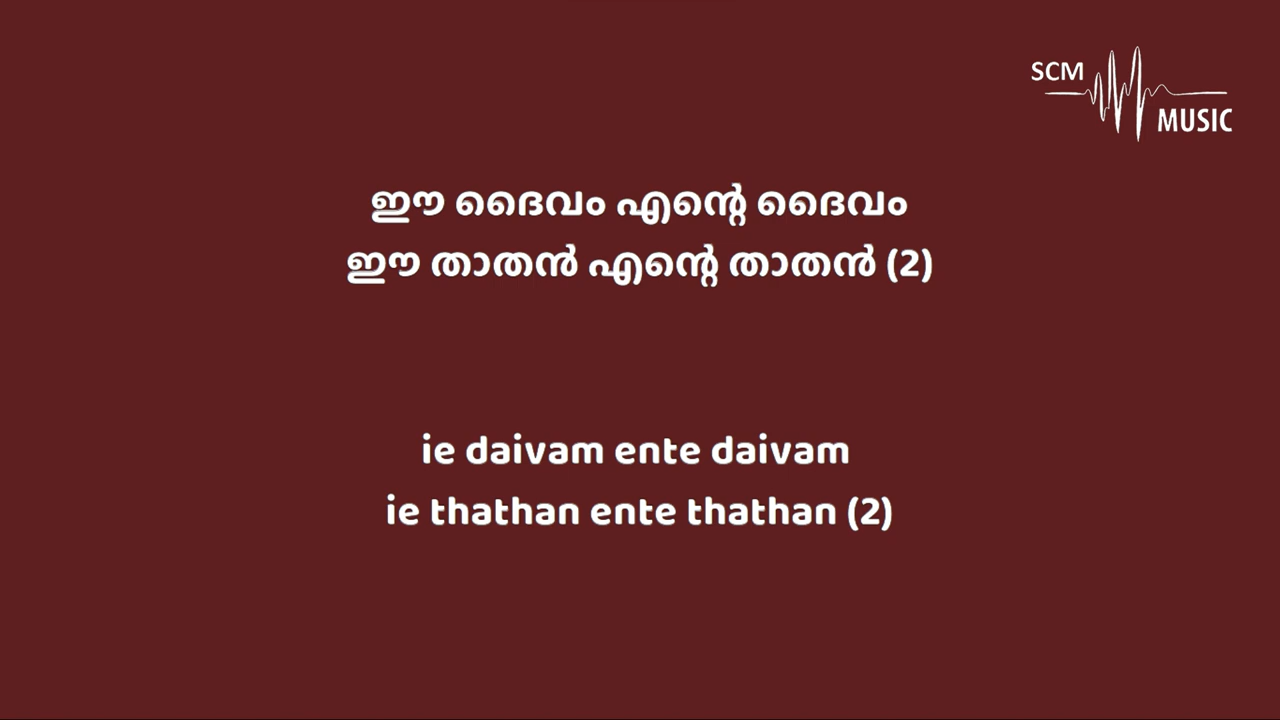 SCM
MUSIC
ഈ ദൈവം എന്റെ ദൈവം
ഈ താതൻ എന്റെ താതൻ (2)
ie daivam ente daivam
ie thathan ente thathan (2)